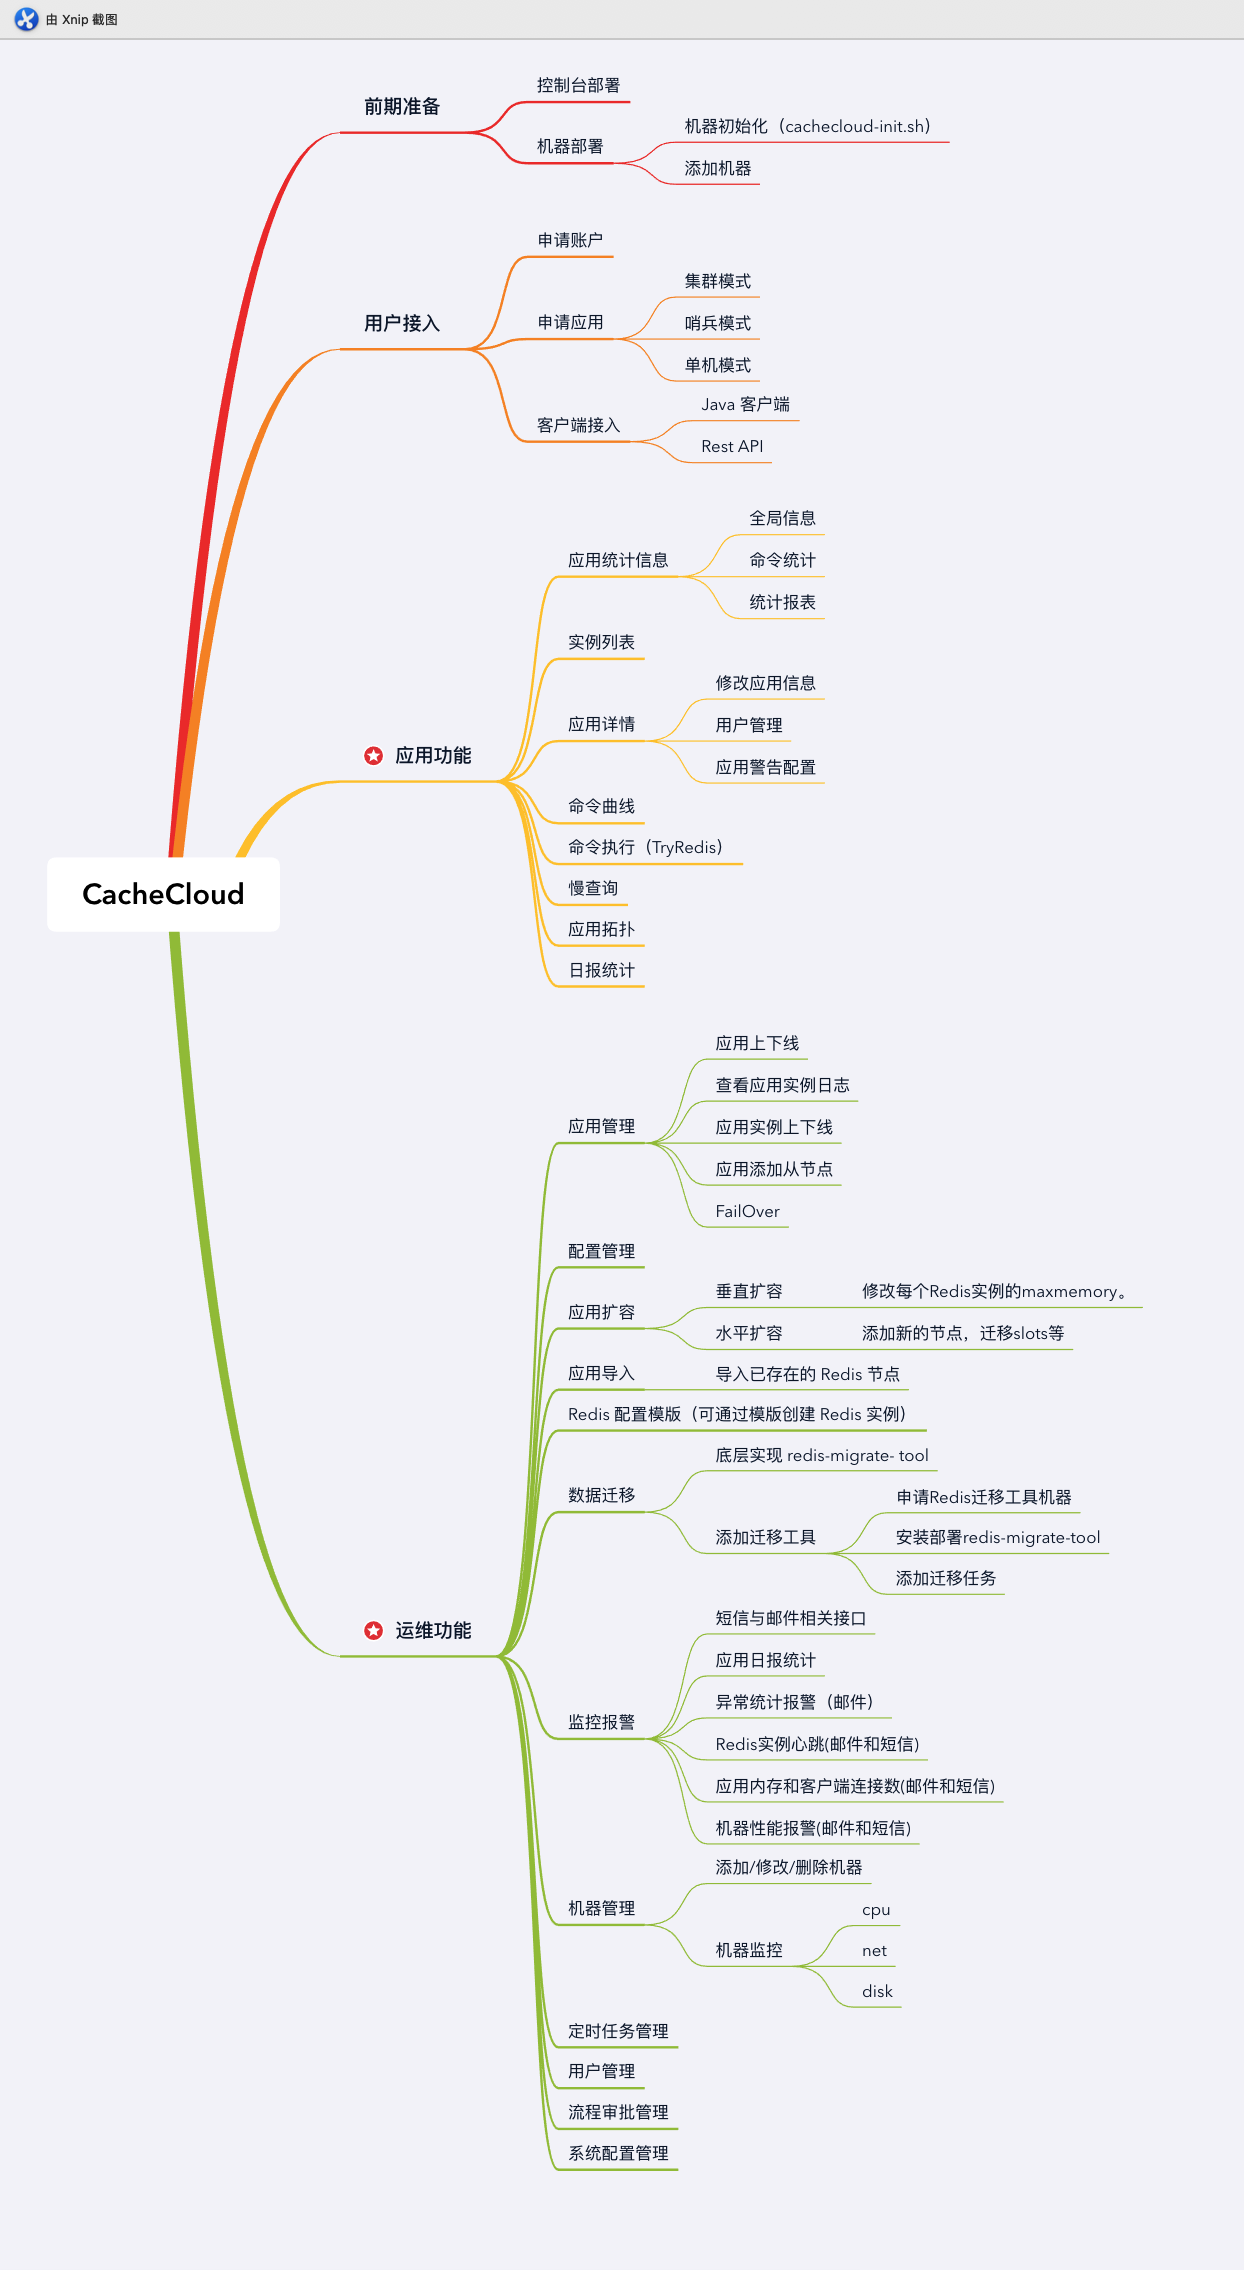 由 Xnip 截图
前期准备
控制台部署
机器部署
机器初始化（cachecloud-init.sh）
添加机器
用户接入
申请账户
申请应用
集群模式
哨兵模式
单机模式
客户端接入
Java 客户端
Rest API
CacheCloud
应用功能
应用统计信息
全局信息
命令统计
统计报表
实例列表
应用详情
修改应用信息
用户管理
应用警告配置
命令曲线
命令执行（TryRedis）
慢查询
应用拓扑
日报统计
运维功能
应用管理
应用上下线
查看应用实例日志
应用实例上下线
应用添加从节点
FailOver
配置管理
应用扩容
垂直扩容
修改每个Redis实例的maxmemory。
水平扩容
添加新的节点，迁移slots等
应用导入
导入已存在的 Redis 节点
Redis 配置模版（可通过模版创建 Redis 实例）
数据迁移
底层实现 redis-migrate- tool
添加迁移工具
申请Redis迁移工具机器
安装部署redis-migrate-tool
添加迁移任务
监控报警
短信与邮件相关接口
应用日报统计
异常统计报警（邮件）
Redis实例心跳(邮件和短信)
应用内存和客户端连接数(邮件和短信)
机器性能报警(邮件和短信)
机器管理
添加/修改/删除机器
机器监控
cpu
net
disk
定时任务管理
用户管理
流程审批管理
系统配置管理